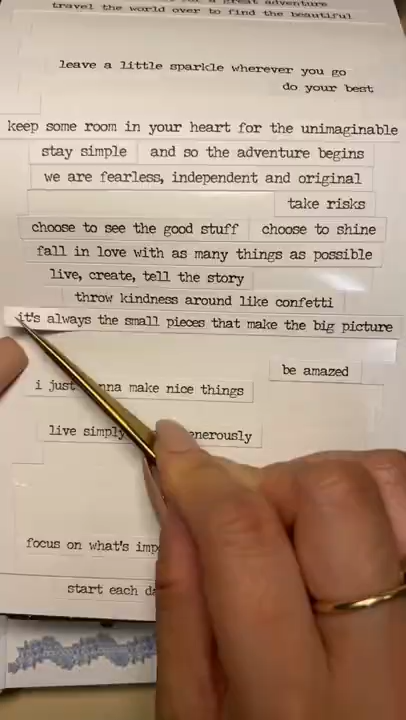 for a great adventure
travel the world over to find the beautiful
leave a little sparkle wherever you go
do your best
keep some room in your heart for the unimaginable
stay simple and so the adventure begins
we are fearless, independent and original
take risks
choose to see the good stuff choose to shine
fall in love with as many things as possible
live, create, tell the story
throw kindness around like confetti
it's always the small pieces that make the big picture
be amazed
i just nna make nice things
live simply enerously
focus on what's imp
start each da